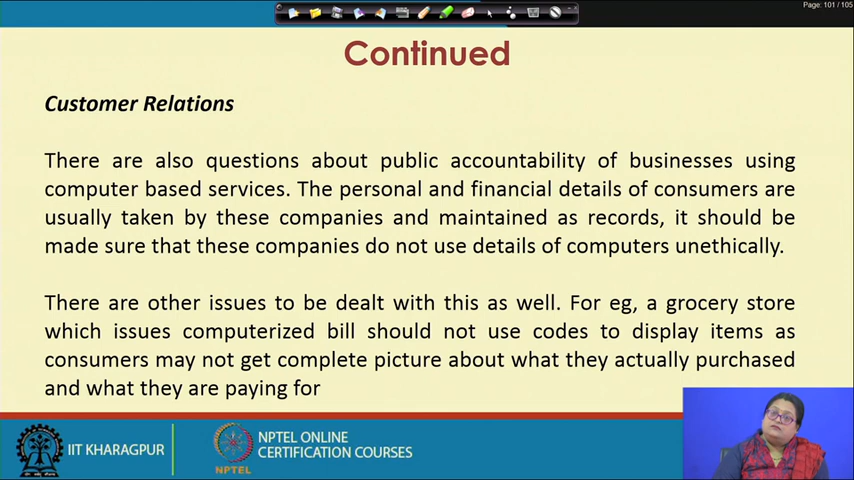 Page: 101 / 105
Continued
Customer Relations
There are also questions about public accountability of businesses using
computer based services. The personal and financial details of consumers are
usually taken by these companies and maintained as records, it should be
made sure that these companies do not use details of computers unethically.
There are other issues to be dealt with this as well. For eg, a grocery store
which issues computerized bill should not use codes to display items as
consumers may not get complete picture about what they actually purchased
and what they are paying for
IIT KHARAGPUR
NPTEL
NPTEL ONLINE
CERTIFICATION COURSES